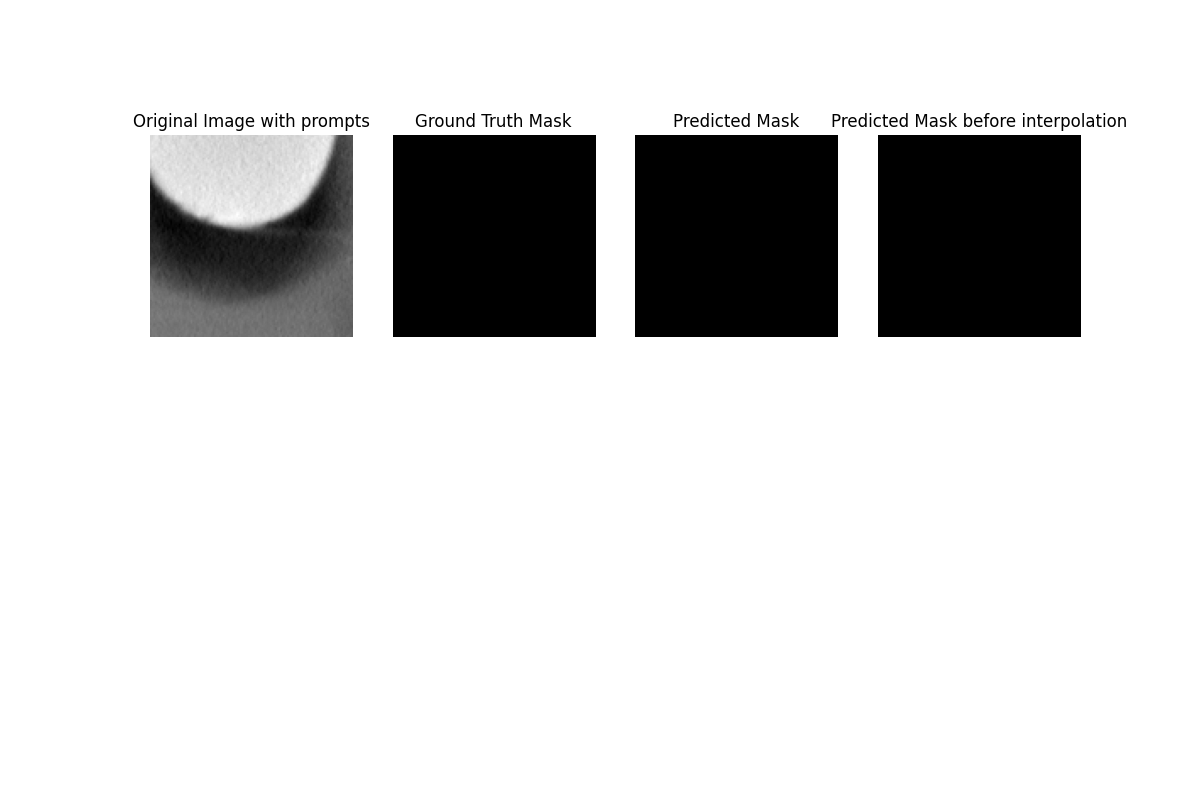 Original Image with prompts
Ground Truth Mask
Predicted Mask
Predicted Mask before interpolation